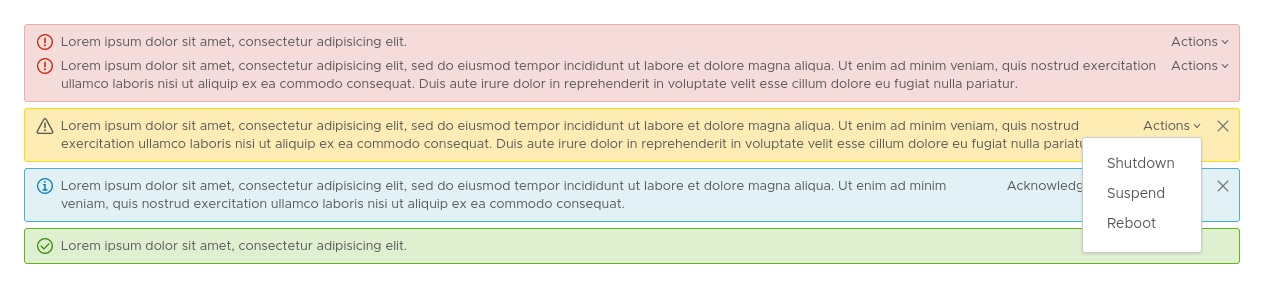 Lorem ipsum dolor sit amet, consectetur adipisicing elit. Actions
Lorem ipsum dolor sit amet, consectetur adipisicing elit, sed do eiusmod tempor incididunt ut labore et dolore magna aliqua. Ut enim ad minim veniam, quis nostrud exercitation Actions
ullamco laboris nisi ut aliquip ex ea commodo consequat. Duis aute irure dolor in reprehenderit in voluptate velit esse cillum dolore eu fugiat nulla pariatur.
Lorem ipsum dolor sit amet, consectetur adipisicing elit, sed do eiusmod tempor incididunt ut labore et dolore magna aliqua. Ut enim ad minim veniam, quis nostrud Actions
exercitation ullamco laboris nisi ut aliquip ex ea commodo consequat. Duis aute irure dolor in reprehenderit in voluptate velit esse cillum dolore eu fugiat nulla
Shutdown
Suspend
Reboot
Lorem ipsum dolor sit amet, consectetur adipisicing elit, sed do eiusmod tempor incididunt ut labore et dolore magna aliqua. Ut enim ad minim
veniam, quis nostrud exercitation ullamco laboris nisi ut aliquip ex ea commodo consequat.
Lorem ipsum dolor sit amet, consectetur adipisicing elit.